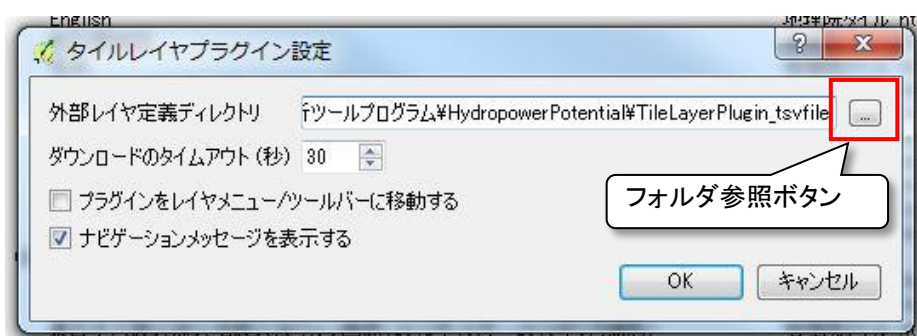 English
地理院タイル
タイルレイヤプラグイン設定
外部レイヤ定義ディレクトリ ツールプログラム¥HydropowerPotential¥TileLayerPlugin_tsvfile ...
ダウンロードのタイムアウト(秒) 30
フォルダ参照ボタン
プラグインをレイヤメニュー/ツールバーに移動する
ナビゲーションメッセージを表示する
OK キャンセル